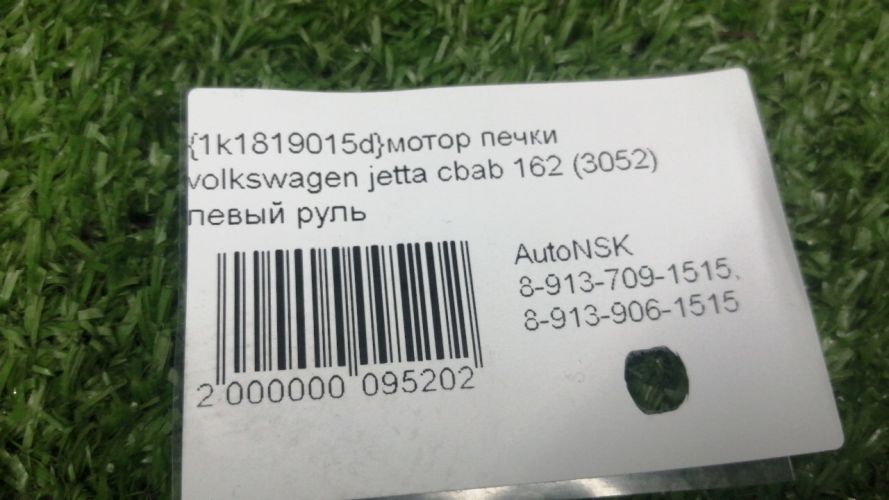 {1k1819015d}мотор печки
volkswagen jetta cbab 162 (3052)
левый руль
AutoNSK
8-913-709-1515,
8-913-906-1515
2 000000 095202